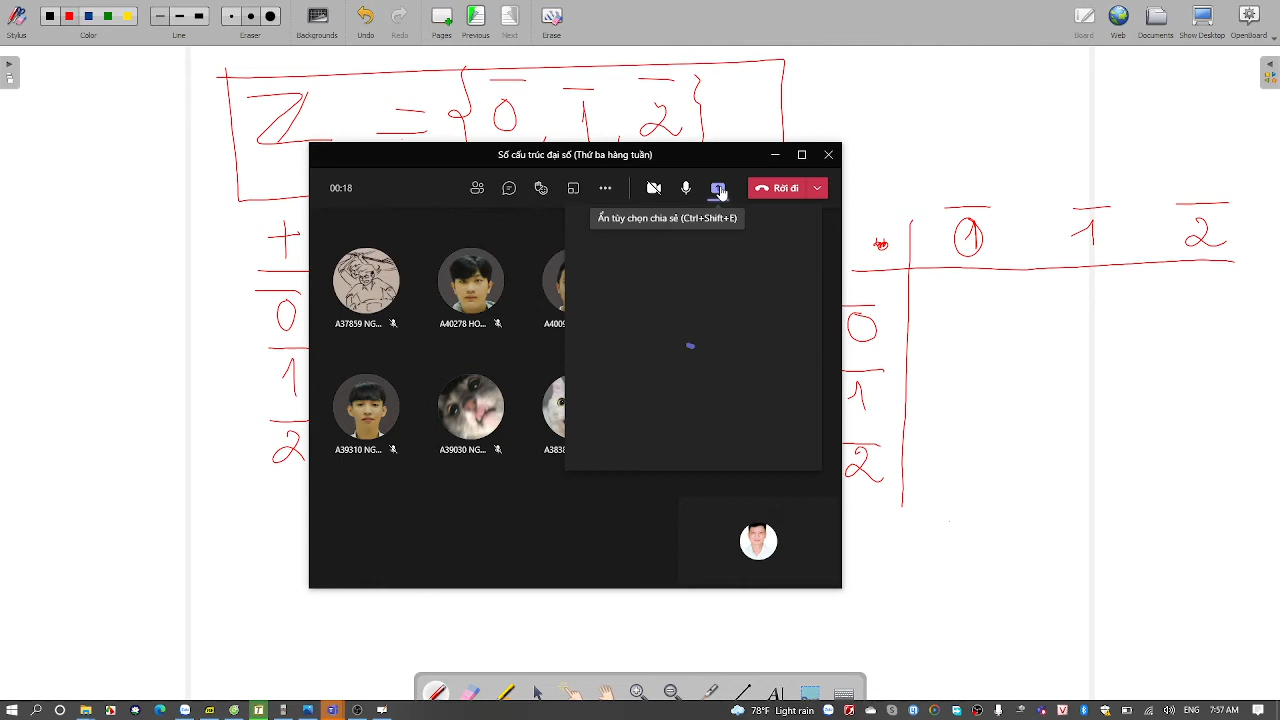 Stylus Color Line Eraser Backgrounds Undo Redo Pages Previous Next Erase Board Web Documents Show Desktop OpenBoard
Z = {0̅, 1̅, 2̅}
Số cấu trúc đại số (Thứ ba hàng tuần)
00:18 Rời đi
Ẩn tùy chọn chia sẻ (Ctrl+Shift+E)
+
1̅ 1̅ 2̅
0̅
1̅
2̅
0̅
1̅
2̅
A37859 NG... A40278 HO... A4009
A39310 NG... A39030 NG... A383
78°F Light rain ENG 7:57 AM